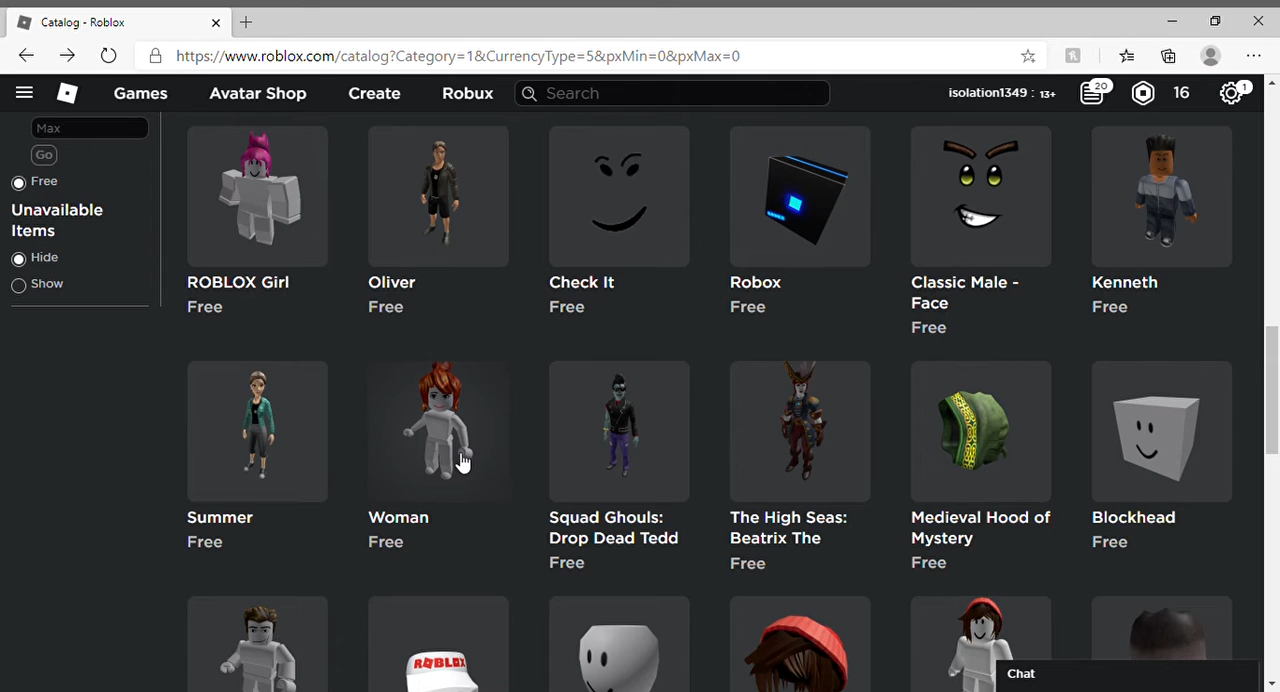 Catalog - Roblox
https://www.roblox.com/catalog?Category=1&CurrencyType=5&pxMin=0&pxMax=0
Games
Avatar Shop
Create
Robux
Search
isolation1349 : 13+
20
16
1
Max
Go
Free
Unavailable
Items
Hide
Show
ROBLOX Girl
Free
Oliver
Free
Check It
Free
Robox
Free
Classic Male -
Face
Free
Kenneth
Free
Summer
Free
Woman
Free
Squad Ghouls:
Drop Dead Tedd
Free
The High Seas:
Beatrix The
Free
Medieval Hood of
Mystery
Free
Blockhead
Free
ROBLOX
Chat